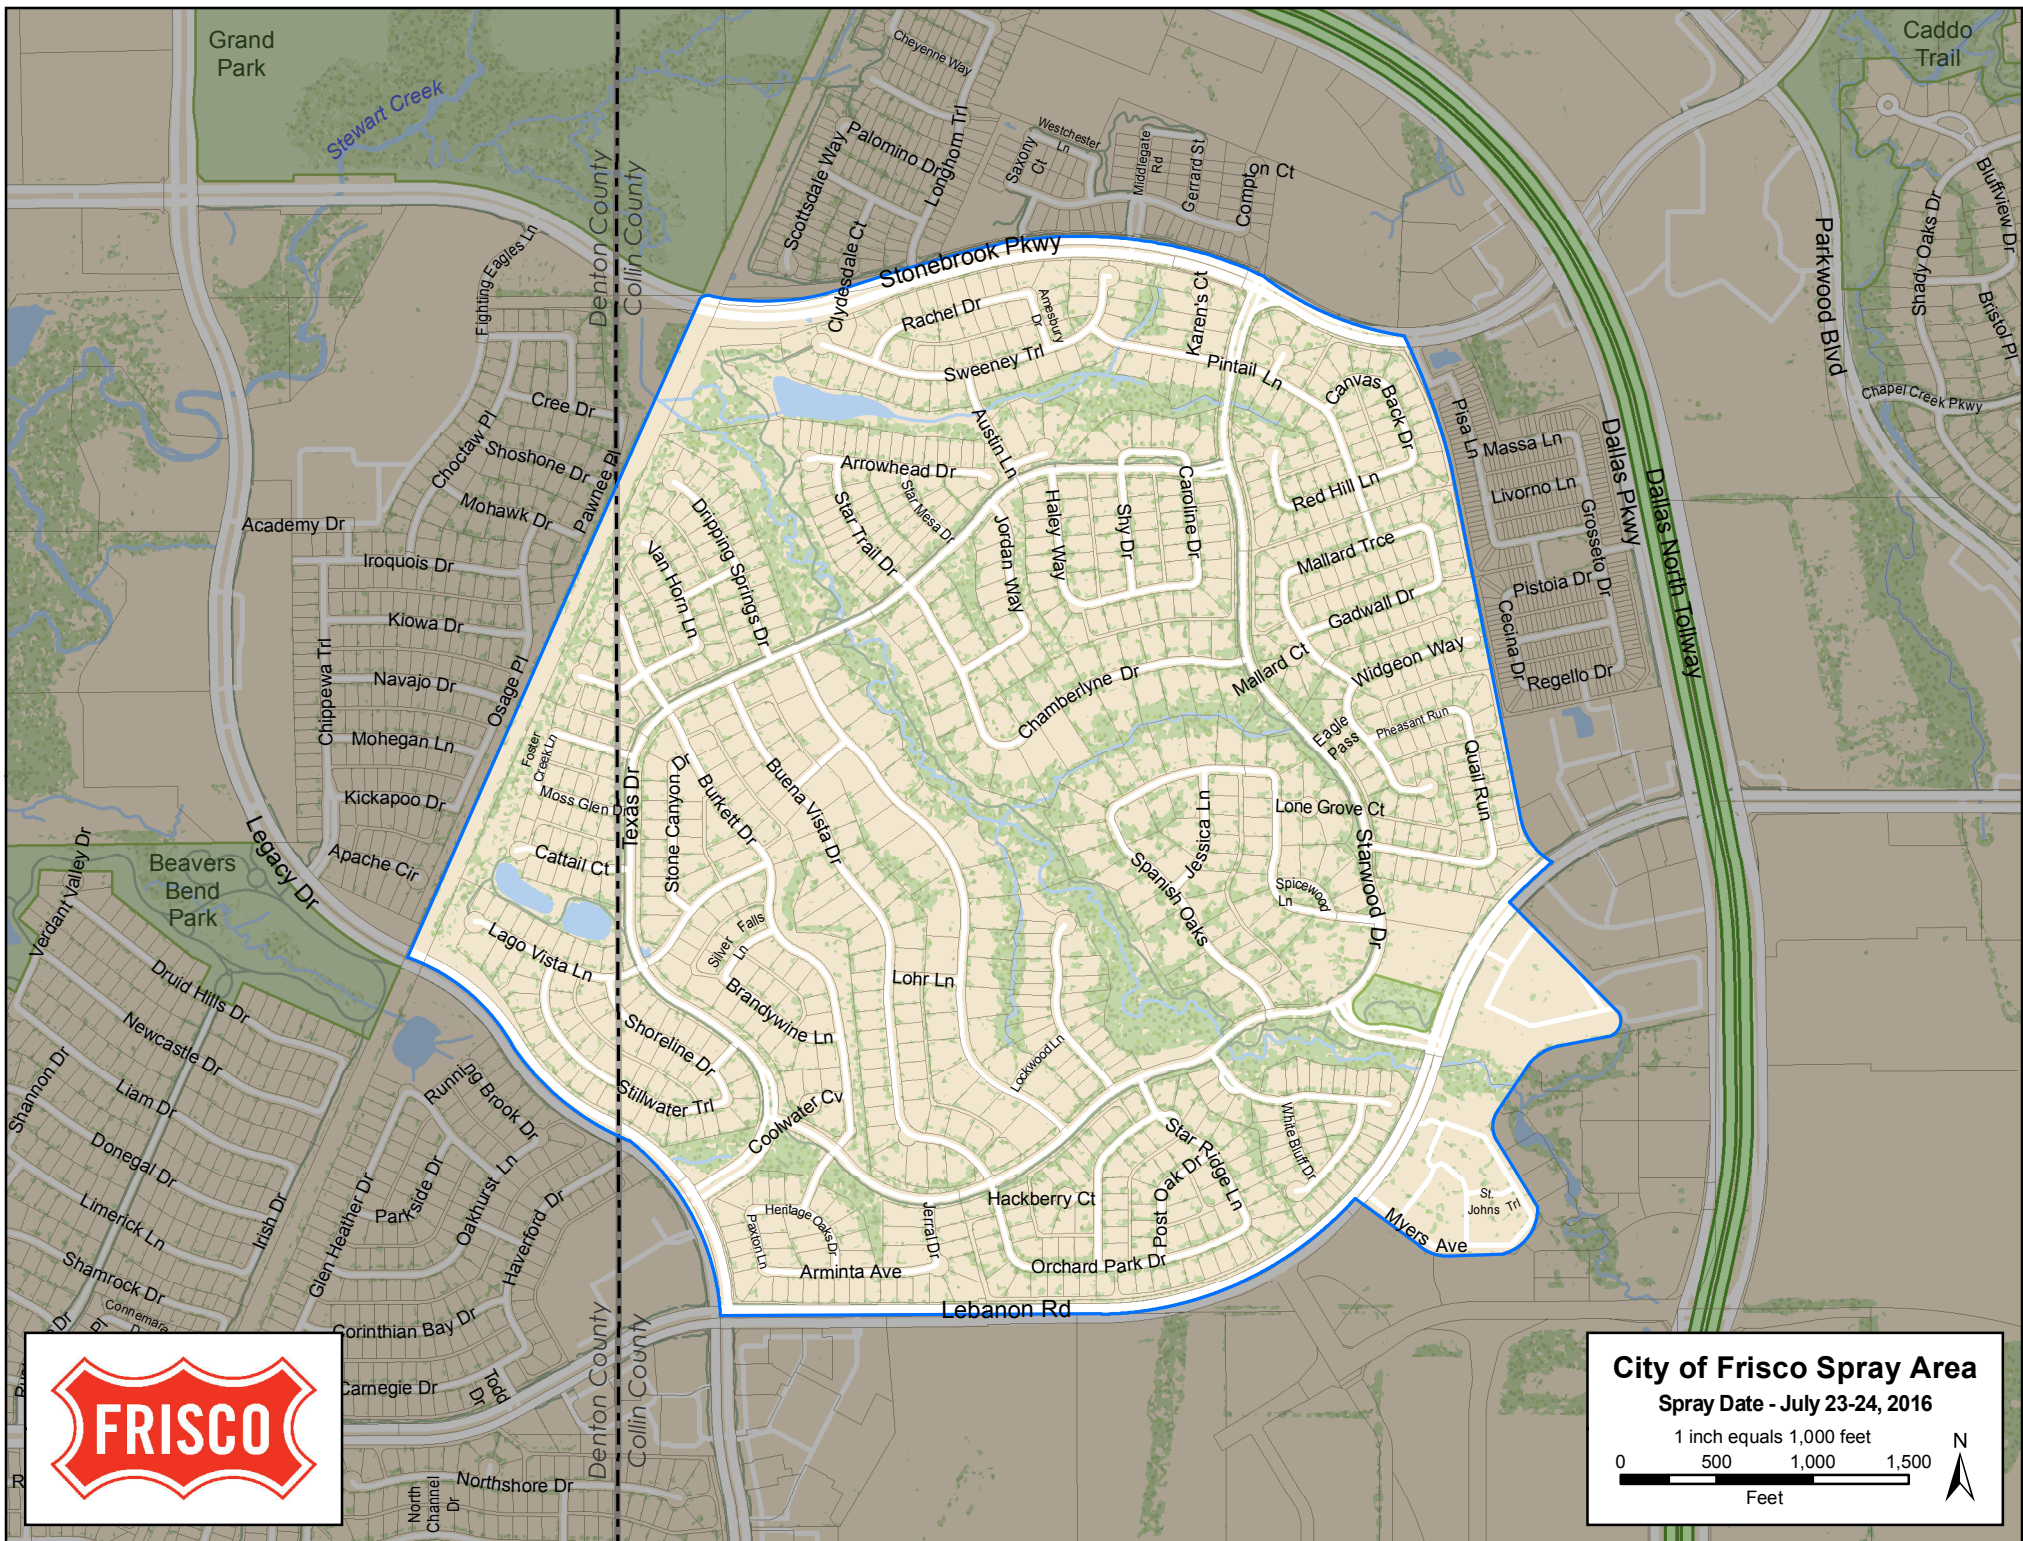 Grand
Park
Stewart Creek
Denton County
Collin County
Cheyenne Way
Palomino Dr
Longhorn Trl
Scottsdale Way
Clydesdale Ct
Saxony
Ct
Westchester
Ln
Middlegate
Rd
Gerrard St
Compton Ct
Caddo
Trail
Bluffview Dr
Shady Oaks Dr
Bristol Pl
Parkwood Blvd
Chapel Creek Pkwy
Fighting Eagles Ln
Stonebrook Pkwy
Rachel Dr
Amesbury
Dr
Sweeney Trl
Karen's Ct
Pintail Ln
Canvas
Back Dr
Austin Ln
Arrowhead Dr
Star Mesa Dr
Star Trail Dr
Jordan Way
Haley Way
Shy Dr
Caroline Dr
Red Hill Ln
Mallard Trce
Gadwall Dr
Mallard Ct
Widgeon Way
Eagle
Pass
Pheasant Run
Quail Run
Chamberlyne Dr
Pisa Ln
Massa Ln
Livorno Ln
Grosseto Dr
Pistoia Dr
Cecina Dr
Regello Dr
Dallas Pkwy
Dallas North Tollway
Cree Dr
Choctaw Pl
Shoshone Dr
Mohawk Dr
Pawnee Pl
Academy Dr
Iroquois Dr
Kiowa Dr
Chippewa Trl
Navajo Dr
Osage Pl
Mohegan Ln
Kickapoo Dr
Apache Cir
Legacy Dr
Beavers
Bend
Park
Verdant Valley Dr
Dripping Springs Dr
Van Horn Ln
Foster
Creek Ln
Moss Glen Dr
Texas Dr
Stone Canyon Dr
Burkett Dr
Buena Vista Dr
Cattail Ct
Lago Vista Ln
Silver Falls
Ln
Brandywine Ln
Lohr Ln
Shoreline Dr
Stillwater Trl
Coolwater Cv
Lockwood Ln
Spanish Oaks
Jessica Ln
Lone Grove Ct
Spicewood
Ln
Starwood Dr
Star Ridge Ln
Post Oak Dr
White Bluff Dr
Hackberry Ct
Orchard Park Dr
Heritage Oaks Dr
Paxton Ln
Jerral Dr
Arminta Ave
Lebanon Rd
Myers Ave
St.
Johns Trl
Druid Hills Dr
Newcastle Dr
Shannon Dr
Liam Dr
Donegal Dr
Limerick Ln
Irish Dr
Shamrock Dr
Connemara
Running Brook Dr
Glen Heather Dr
Parkside Dr
Oakhurst Ln
Haverford Dr
Corinthian Bay Dr
Carnegie Dr
Todd
Dr
Denton County
Collin County
Northshore Dr
North
Channel
Dr
FRISCO
City of Frisco Spray Area
Spray Date - July 23-24, 2016
1 inch equals 1,000 feet
0 500 1,000 1,500
Feet
N